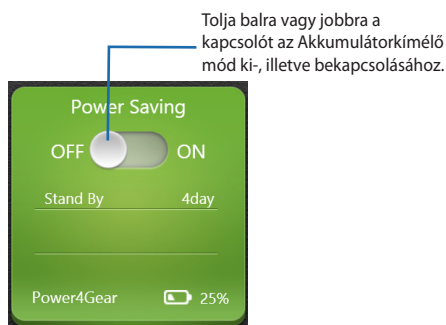 Tolja balra vagy jobbra a
kapcsolót az Akkumulátorkímélő
mód ki-, illetve bekapcsolásához.
Power Saving
OFF ON
Stand By 4day
Power4Gear 25%